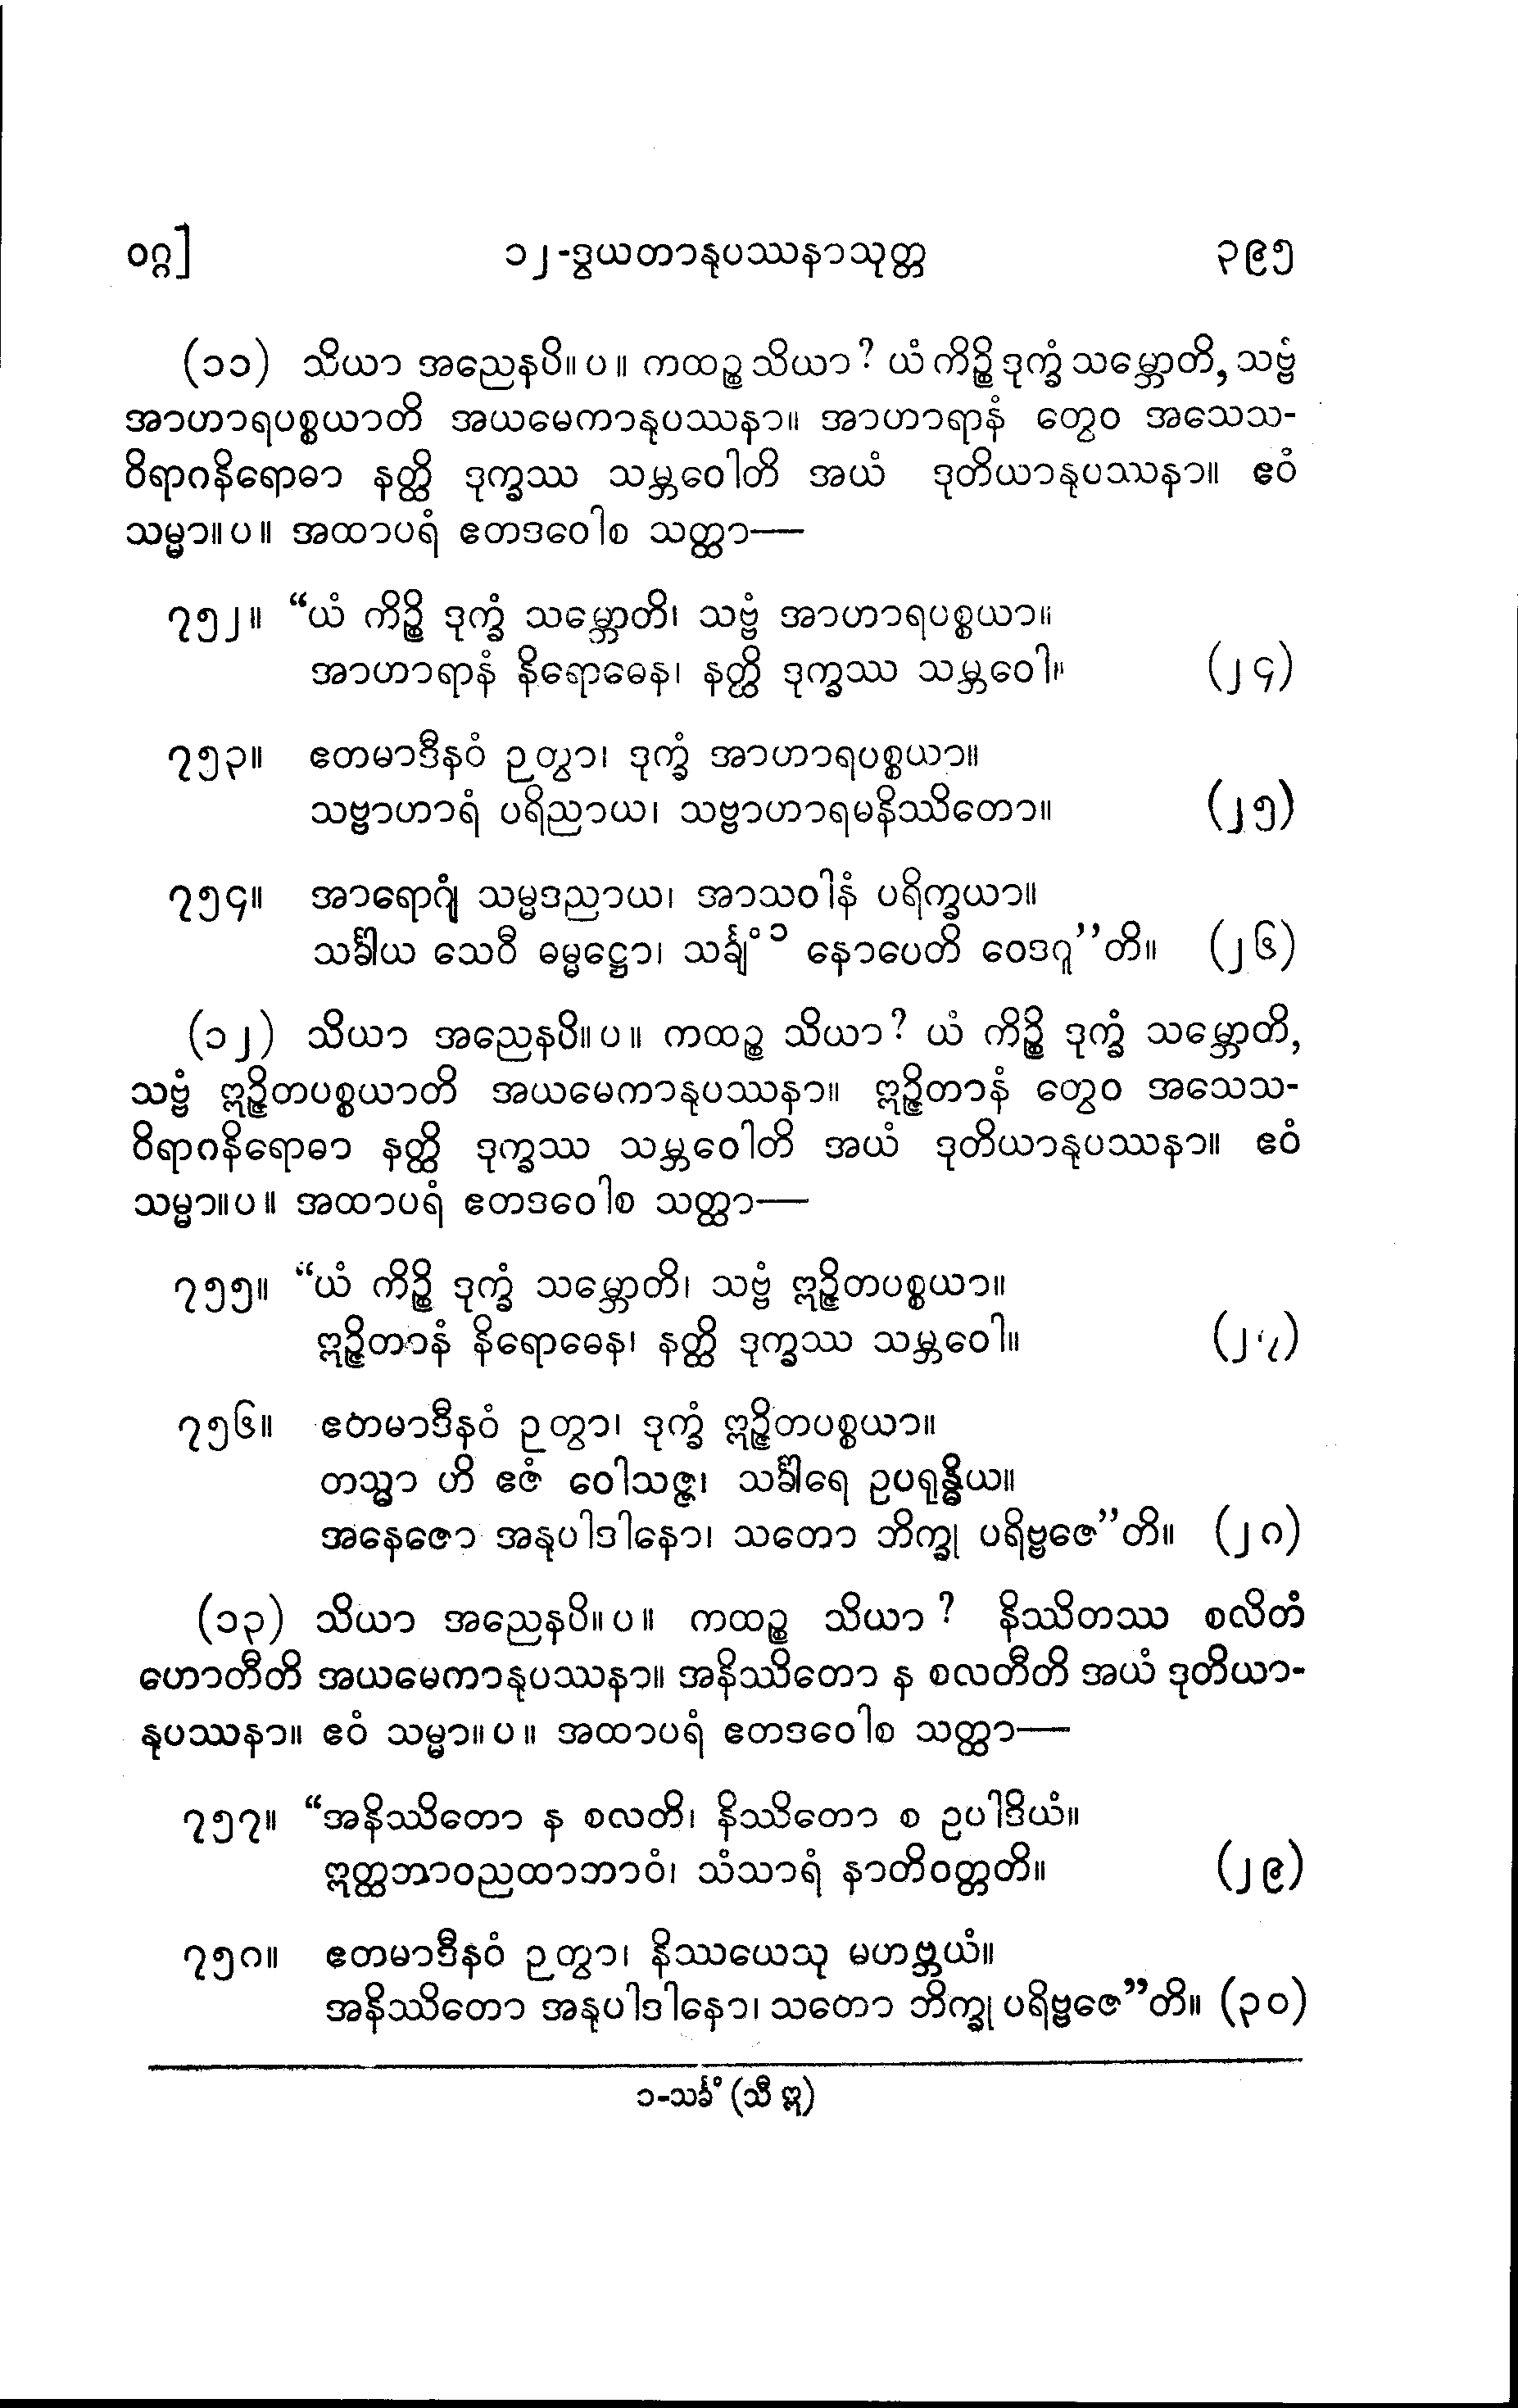 ဝဂ္ဂ] ၁၂-ဒွယတာနုပဿနာသုတ္တ ၃၉၅
(၁၁) သိယာ အညေနပိ။ ပ ။ ကထဉ္စ သိယာ? ယံ ကိဉ္စိ ဒုက္ခံ သမ္ဘောတိ, သဗ္ဗံ
အာဟာရပစ္စယာတိ အယမေကာနုပဿနာ။ အာဟာရာနံ တွေဝ အသေသ-
ဝိရာဂနိရောဓာ နတ္ထိ ဒုက္ခဿ သမ္ဘဝေါတိ အယံ ဒုတိယာနုပဿနာ။ ဧဝံ
သမ္မာ။ ပ ။ အထာပရံ ဧတဒဝေါစ သတ္ထာ—
၇၅၂။ “ယံ ကိဉ္စိ ဒုက္ခံ သမ္ဘောတိ၊ သဗ္ဗံ အာဟာရပစ္စယာ။
အာဟာရာနံ နိရောဓေန၊ နတ္ထိ ဒုက္ခဿ သမ္ဘဝေါ။ (၂၄)
၇၅၃။ ဧတမာဒီနဝံ ဉတွာ၊ ဒုက္ခံ အာဟာရပစ္စယာ။
သဗ္ဗာဟာရံ ပရိညာယ၊ သဗ္ဗာဟာရမနိဿိတော။ (၂၅)
၇၅၄။ အာရောဂျံ သမ္မဒညာယ၊ အာသဝါနံ ပရိက္ခယာ။
သင်္ခါယ သေဝီ ဓမ္မဋ္ဌော၊ သင်္ချံ ၁ နောပေတိ ဝေဒဂူ”တိ။ (၂၆)
(၁၂) သိယာ အညေနပိ။ ပ ။ ကထဉ္စ သိယာ? ယံ ကိဉ္စိ ဒုက္ခံ သမ္ဘောတိ,
သဗ္ဗံ ဣဉ္ဇိတပစ္စယာတိ အယမေကာနုပဿနာ။ ဣဉ္ဇိတာနံ တွေဝ အသေသ-
ဝိရာဂနိရောဓာ နတ္ထိ ဒုက္ခဿ သမ္ဘဝေါတိ အယံ ဒုတိယာနုပဿနာ။ ဧဝံ
သမ္မာ။ ပ ။ အထာပရံ ဧတဒဝေါစ သတ္ထာ—
၇၅၅။ “ယံ ကိဉ္စိ ဒုက္ခံ သမ္ဘောတိ၊ သဗ္ဗံ ဣဉ္ဇိတပစ္စယာ။
ဣဉ္ဇိတာနံ နိရောဓေန၊ နတ္ထိ ဒုက္ခဿ သမ္ဘဝေါ။ (၂၇)
၇၅၆။ ဧတမာဒီနဝံ ဉတွာ၊ ဒုက္ခံ ဣဉ္ဇိတပစ္စယာ။
တသ္မာ ဟိ ဧဇံ ဝေါသဇ္ဇ၊ သင်္ခါရေ ဥပရုန္ဓိယ။
အနေဇော အနုပါဒါနော၊ သတော ဘိက္ခု ပရိဗ္ဗဇေ”တိ။ (၂၈)
(၁၃) သိယာ အညေနပိ။ ပ ။ ကထဉ္စ သိယာ? နိဿိတဿ စလိတံ
ဟောတီတိ အယမေကာနုပဿနာ။ အနိဿိတော န စလတီတိ အယံ ဒုတိယာ-
နုပဿနာ။ ဧဝံ သမ္မာ။ ပ ။ အထာပရံ ဧတဒဝေါစ သတ္ထာ—
၇၅၇။ “အနိဿိတော န စလတိ၊ နိဿိတော စ ဥပါဒိယံ။
ဣတ္ထဘာဝညထာဘာဝံ၊ သံသာရံ နာတိဝတ္တတိ။ (၂၉)
၇၅၈။ ဧတမာဒီနဝံ ဉတွာ၊ နိဿယေသု မဟဗ္ဘယံ။
အနိဿိတော အနုပါဒါနော၊ သတော ဘိက္ခု ပရိဗ္ဗဇေ”တိ။ (၃၀)
၁-သင်္ခံ (သီ ဣ)